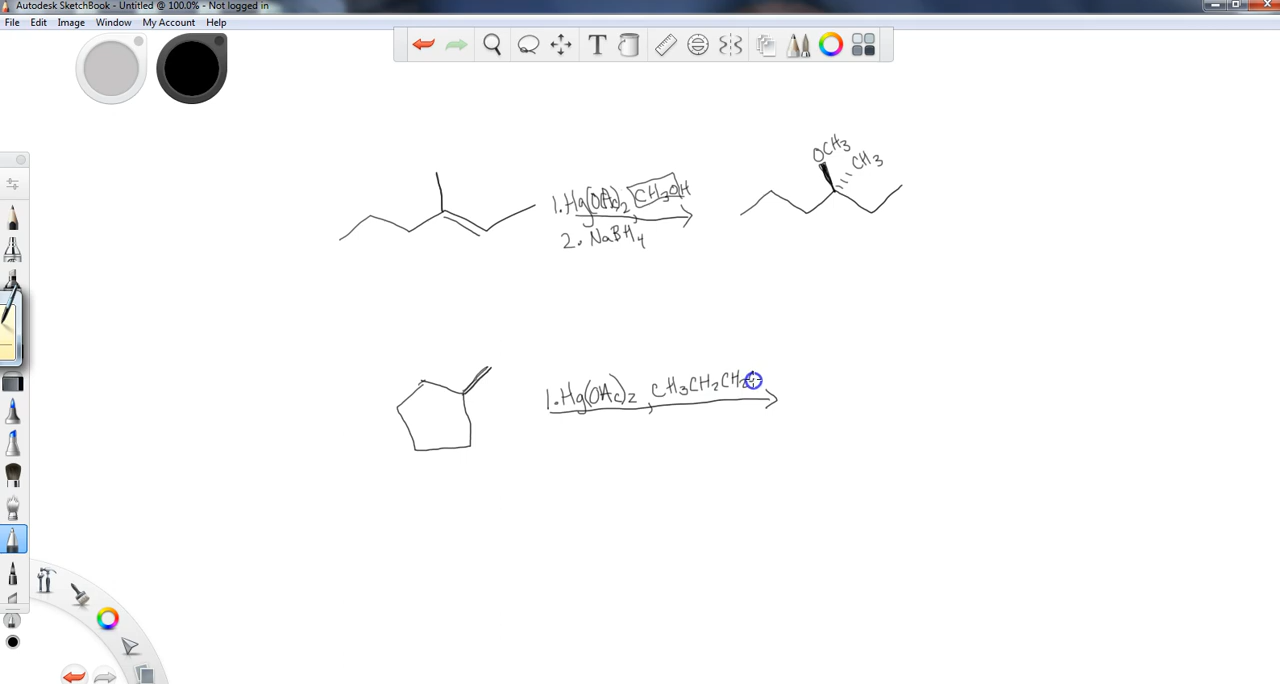 Autodesk SketchBook - Untitled @ 100.0% - Not logged in
File Edit Image Window My Account Help
T
OCH3
CH3
1. Hg(OAc)2, CH3OH
2. NaBH4
1. Hg(OAc)2, CH3CH2CH2